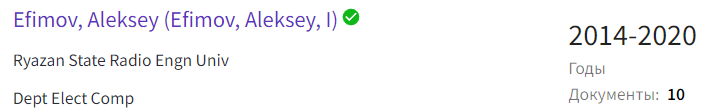 Efimov, Aleksey (Efimov, Aleksey, I)
Ryazan State Radio Engn Univ
Dept Elect Comp
2014-2020
Годы
Документы: 10